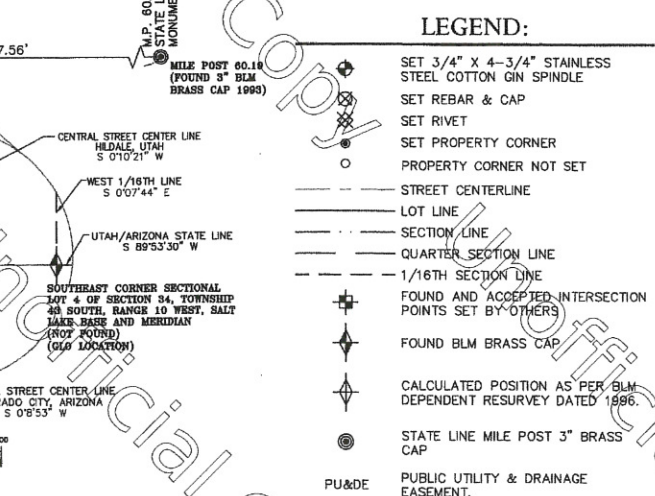 LEGEND:
7.56'
M.P. 60.
STATE L
MONUME
MILE POST 60.19
(FOUND 3" BLM
BRASS CAP 1993)
CENTRAL STREET CENTER LINE
HILDALE, UTAH
S 0'10'21" W
WEST 1/16TH LINE
S 0'07'44" E
UTAH/ARIZONA STATE LINE
S 89'53'30" W
SOUTHEAST CORNER SECTIONAL
LOT 4 OF SECTION 34, TOWNSHIP
43 SOUTH, RANGE 10 WEST, SALT
LAKE BASE AND MERIDIAN
(NOT FOUND)
(GLO LOCATION)
STREET CENTER LINE
RADO CITY, ARIZONA
S 0'8'53" W
SET 3/4" X 4-3/4" STAINLESS
STEEL COTTON GIN SPINDLE
SET REBAR & CAP
SET RIVET
SET PROPERTY CORNER
PROPERTY CORNER NOT SET
STREET CENTERLINE
LOT LINE
SECTION LINE
QUARTER SECTION LINE
1/16TH SECTION LINE
FOUND AND ACCEPTED INTERSECTION
POINTS SET BY OTHERS
FOUND BLM BRASS CAP
CALCULATED POSITION AS PER BLM
DEPENDENT RESURVEY DATED 1996.
STATE LINE MILE POST 3" BRASS
CAP
PU&DE PUBLIC UTILITY & DRAINAGE
EASEMENT.
Copy
Unofficial
Unoffici